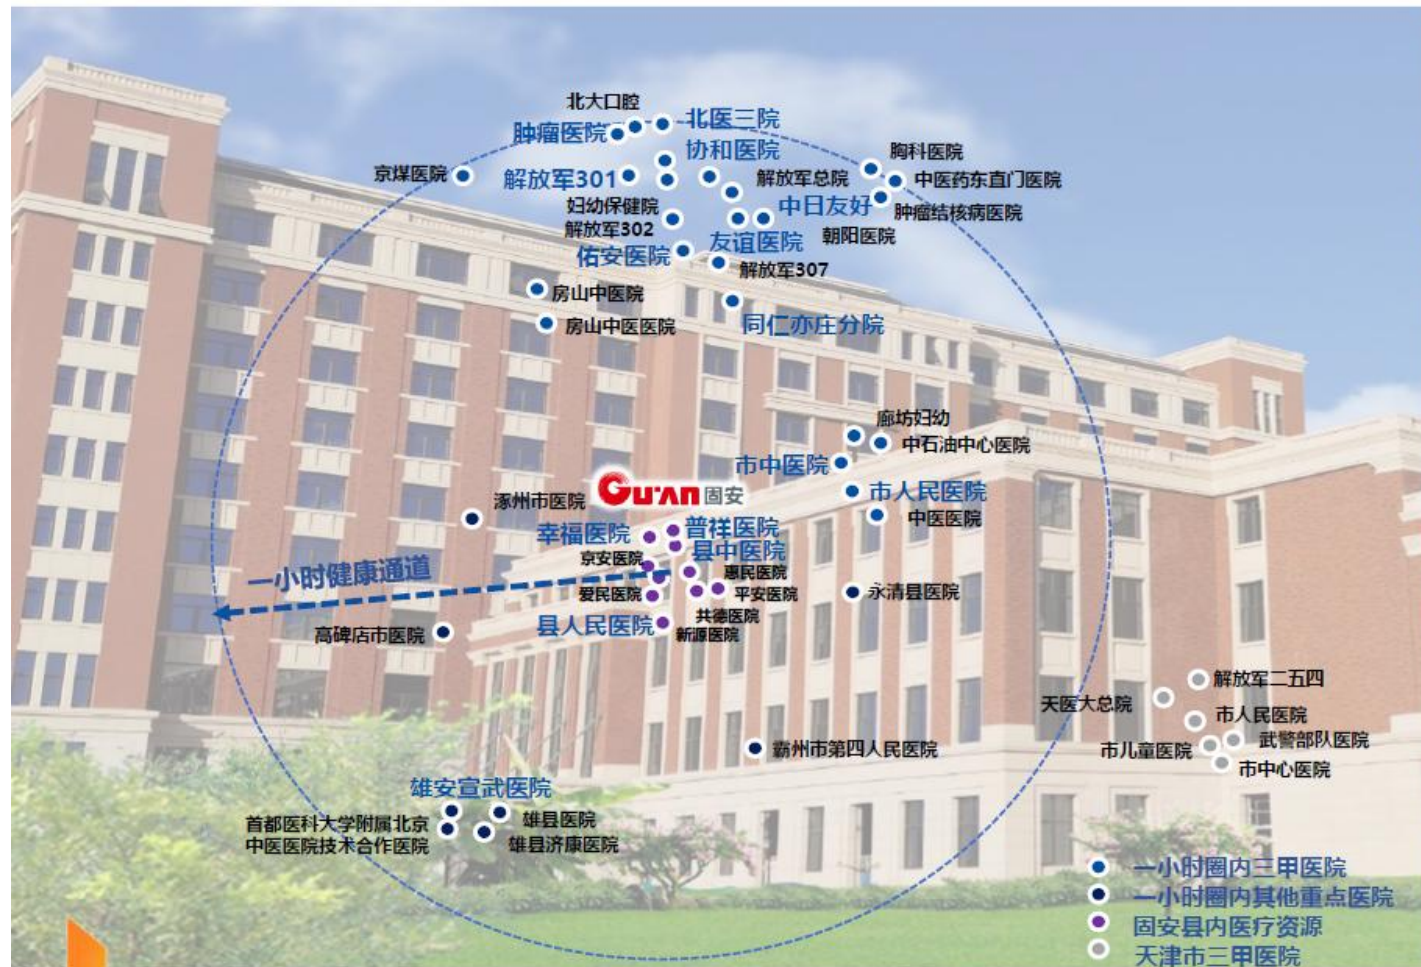 北大口腔
北医三院
肿瘤医院
协和医院
胸科医院
京煤医院
解放军301
解放军总院
中医药东直门医院
妇幼保健院
中日友好
肿瘤结核病医院
解放军302
友谊医院
朝阳医院
佑安医院
解放军307
房山中医院
房山中医医院
同仁亦庄分院
廊坊妇幼
中石油中心医院
市中医院
Gu'an 固安
市人民医院
涿州市医院
中医医院
幸福医院
普祥医院
县中医院
京安医院
惠民医院
一小时健康通道
爱民医院
平安医院
永清县医院
共德医院
县人民医院
新源医院
高碑店市医院
解放军二五四
天医大总院
市人民医院
武警部队医院
市儿童医院
霸州市第四人民医院
市中心医院
雄安宣武医院
首都医科大学附属北京
中医医院技术合作医院
雄县医院
雄县济康医院
一小时圈内三甲医院
一小时圈内其他重点医院
固安县内医疗资源
天津市三甲医院